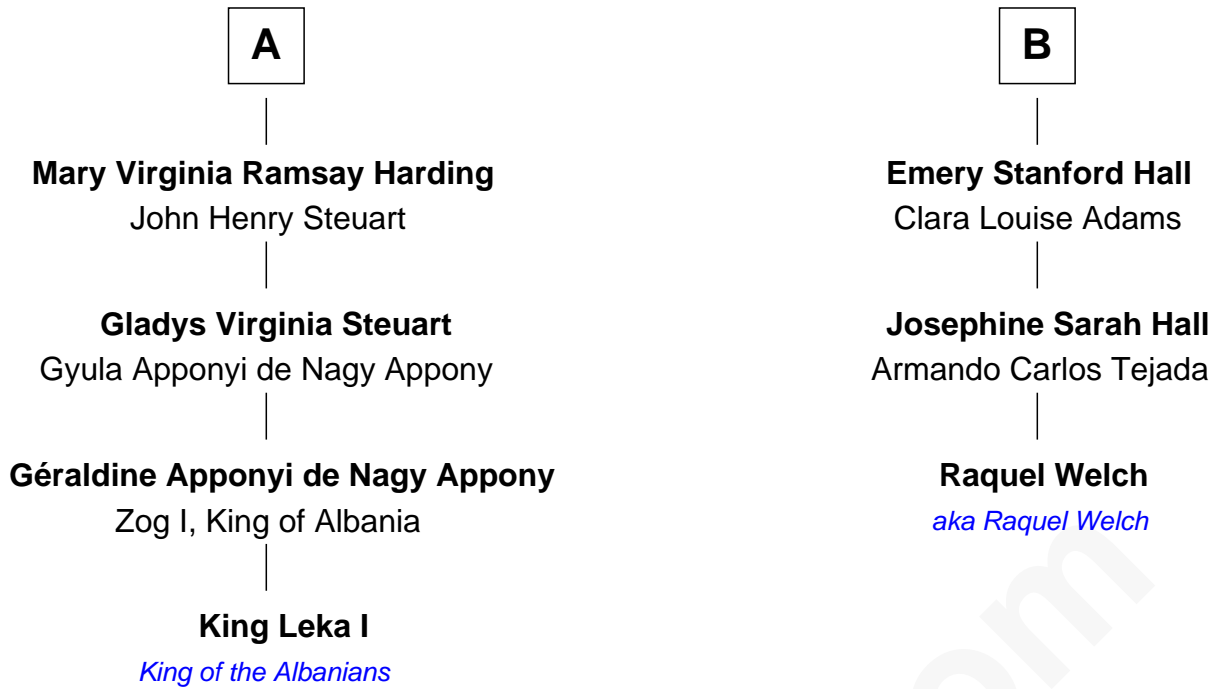 A
Mary Virginia Ramsay Harding
John Henry Steuart
Gladys Virginia Steuart
Gyula Apponyi de Nagy Appony
Géraldine Apponyi de Nagy Appony
Zog I, King of Albania
King Leka I
King of the Albanians
B
Emery Stanford Hall
Clara Louise Adams
Josephine Sarah Hall
Armando Carlos Tejada
Raquel Welch
aka Raquel Welch
om